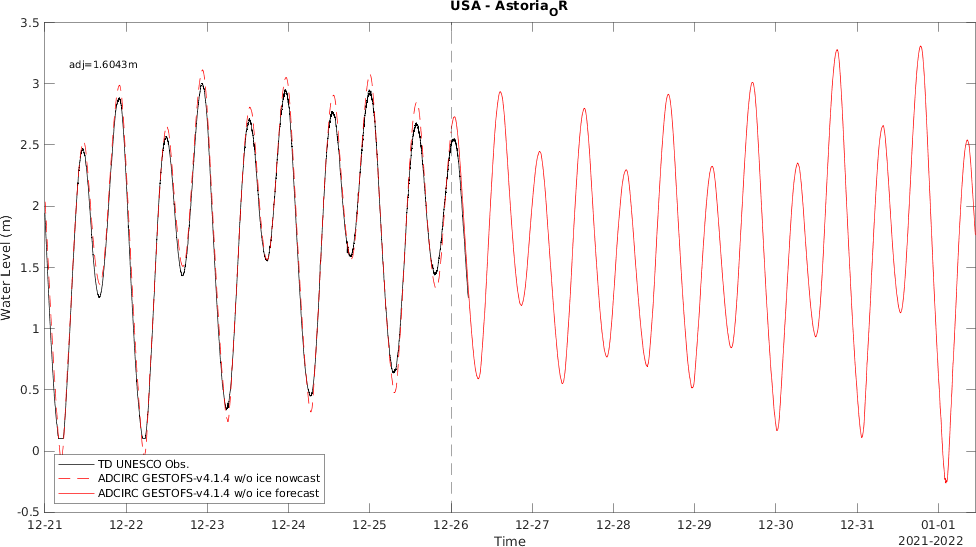 USA - Astoria_OR
3.5
adj=1.6043m
3
2.5
2
1.5
1
0.5
0
-0.5
Water Level (m)
TD UNESCO Obs.
ADCIRC GESTOFS-v4.1.4 w/o ice nowcast
ADCIRC GESTOFS-v4.1.4 w/o ice forecast
12-21 12-22 12-23 12-24 12-25 12-26 12-27 12-28 12-29 12-30 12-31 01-01
Time
2021-2022